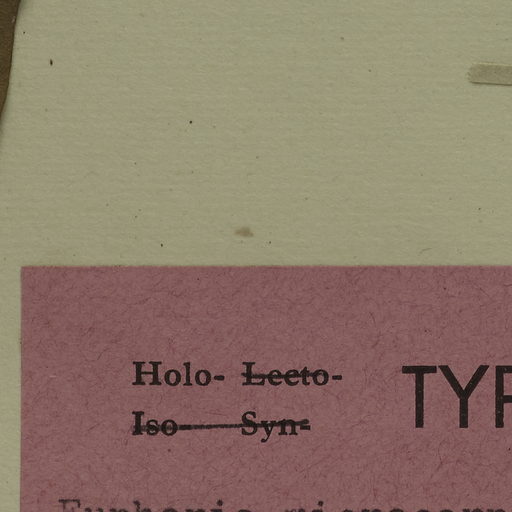 Holo- Lecto- TYP
Iso- Syn-